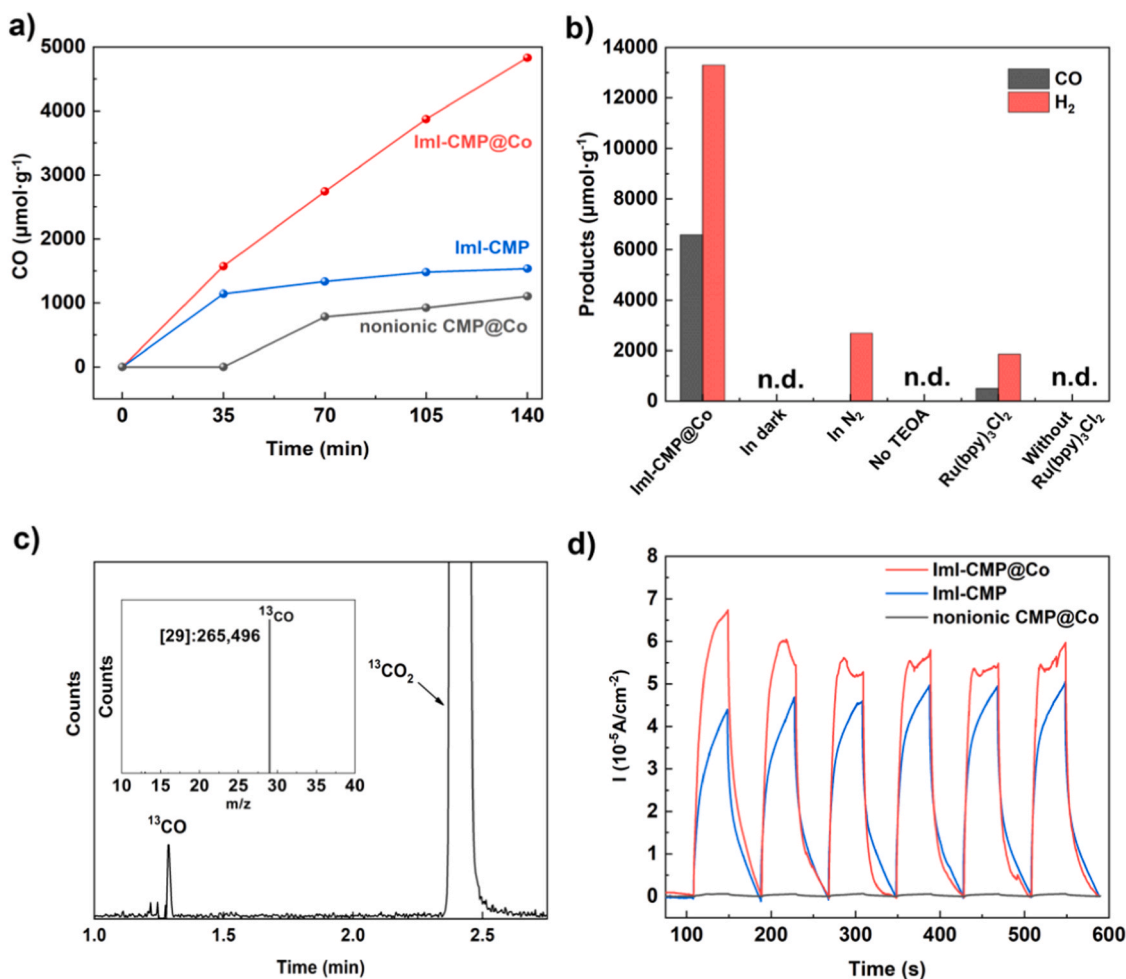 a)
5000
4000
3000
2000
1000
0
CO (μmol·g⁻¹)
ImI-CMP@Co
ImI-CMP
nonionic CMP@Co
0 35 70 105 140
Time (min)
b)
14000
12000
10000
8000
6000
4000
2000
0
Products (μmol·g⁻¹)
CO
H₂
n.d.
n.d.
n.d.
ImI-CMP@Co
In dark
In N₂
No TEOA
Ru(bpy)₃Cl₂
Without
Ru(bpy)₃Cl₂
c)
Counts
Counts
[29]:265,496
¹³CO
10 15 20 25 30 35 40
m/z
¹³CO₂
¹³CO
1.0 1.5 2.0 2.5
Time (min)
d)
8
7
6
5
4
3
2
1
0
I (10⁻⁵A/cm⁻²)
ImI-CMP@Co
ImI-CMP
nonionic CMP@Co
100 200 300 400 500 600
Time (s)